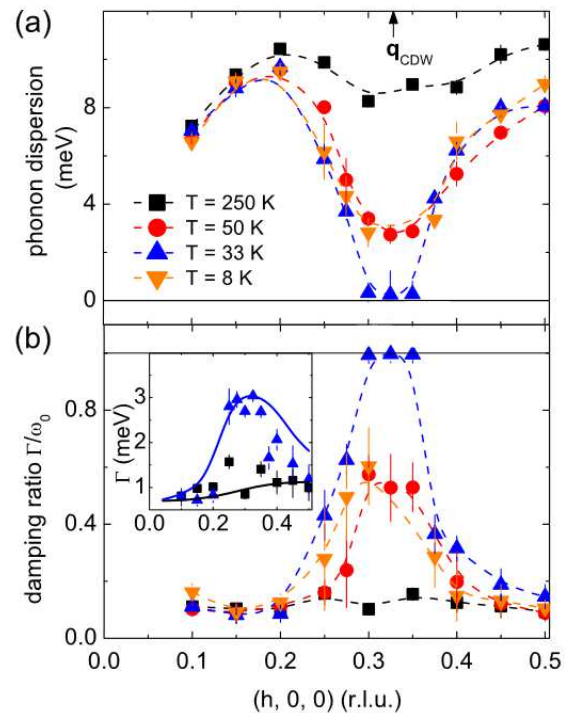 (a)
q_CDW
phonon dispersion
(meV)
8
4
0
T = 250 K
T = 50 K
T = 33 K
T = 8 K
(b)
damping ratio Γ/ω₀
0.8
0.4
0.0
Γ (meV)
3
2
1
0.0 0.2 0.4
0.0 0.1 0.2 0.3 0.4 0.5
(h, 0, 0) (r.l.u.)